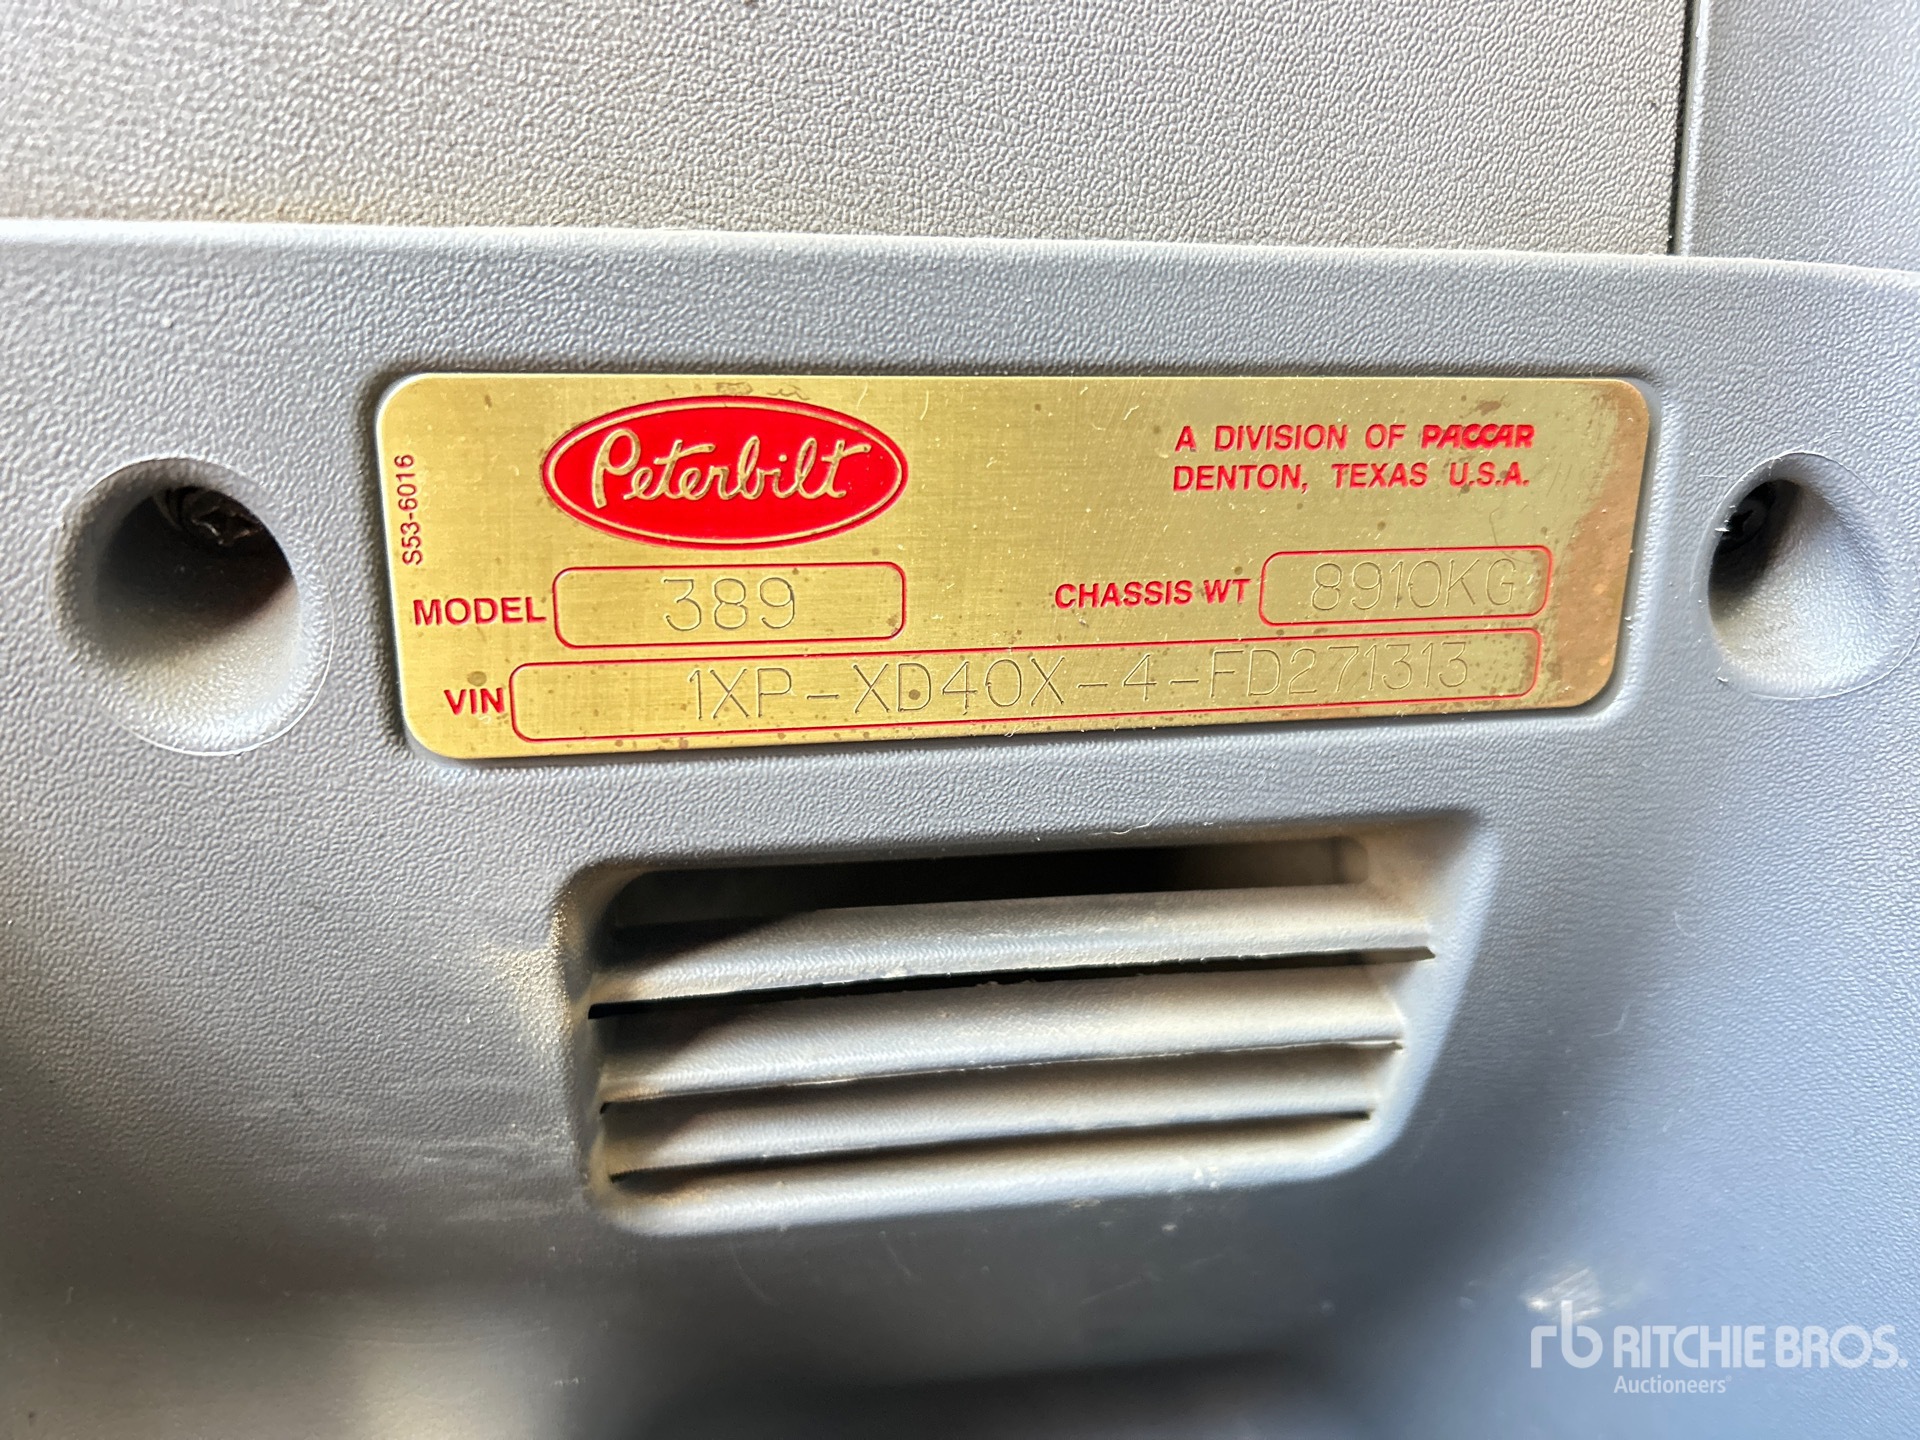 Peterbilt
A DIVISION OF PACCAR
DENTON, TEXAS U.S.A.
S53-6016
MODEL 389
CHASSIS WT 8910KG
VIN 1XP-XD40X-4-FD271313
rb RITCHIE BROS.
Auctioneers